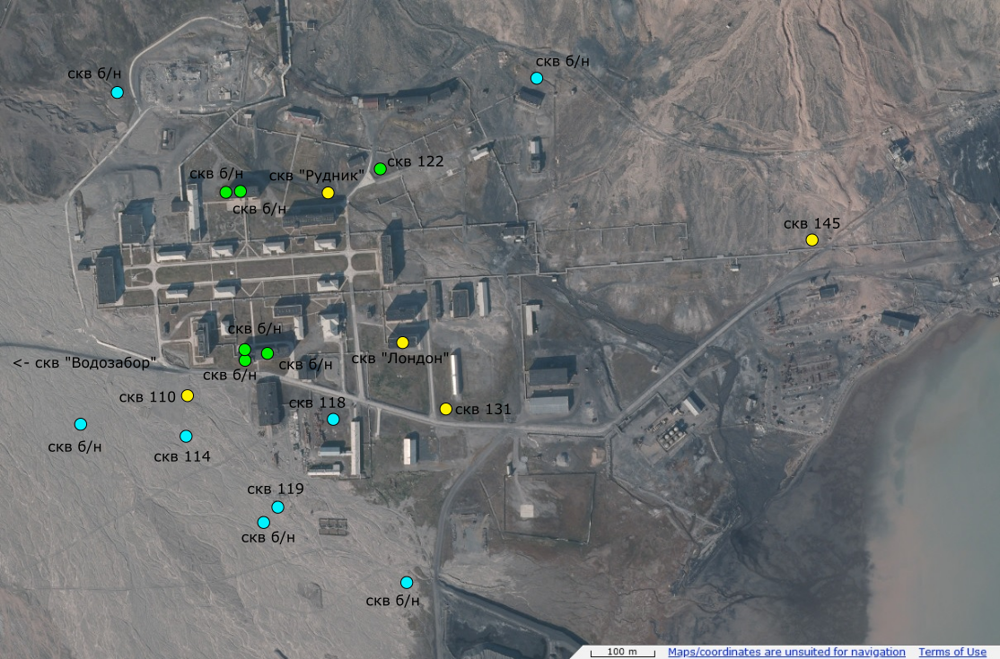 скв б/н
скв б/н
скв 122
скв б/н
скв "Рудник"
скв б/н
скв 145
скв б/н
скв "Лондон"
<- скв "Водозабор"
скв б/н
скв б/н
скв 110
скв 118
скв 131
скв б/н
скв 114
скв 119
скв б/н
скв б/н
100 m
Maps/coordinates are unsuited for navigation
Terms of Use